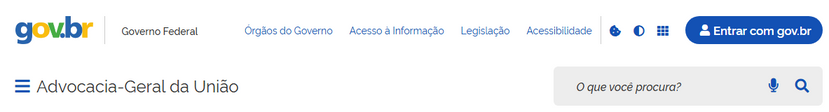 gov.br
Governo Federal
Órgãos do Governo
Acesso à Informação
Legislação
Acessibilidade
Entrar com gov.br
Advocacia-Geral da União
O que você procura?